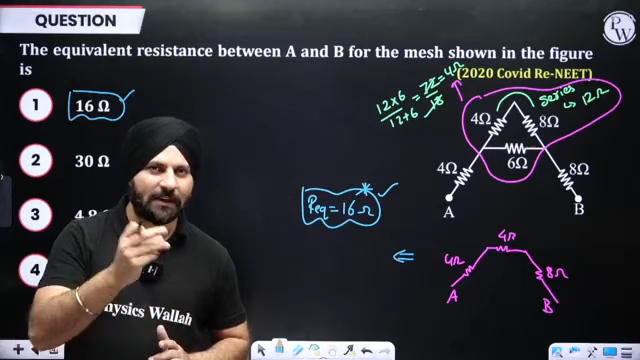 QUESTION
PW
The equivalent resistance between A and B for the mesh shown in the figure
is
(2020 Covid Re-NEET)
1 16 Ω
2 30 Ω
3 4.8 Ω
4
12×6 / 12+6 = 72/18 = 4Ω
series
→ 12Ω
4Ω
8Ω
6Ω
4Ω
8Ω
A
B
Req = 16 Ω
⇐
4Ω
4Ω
8Ω
A
B
Physics Wallah